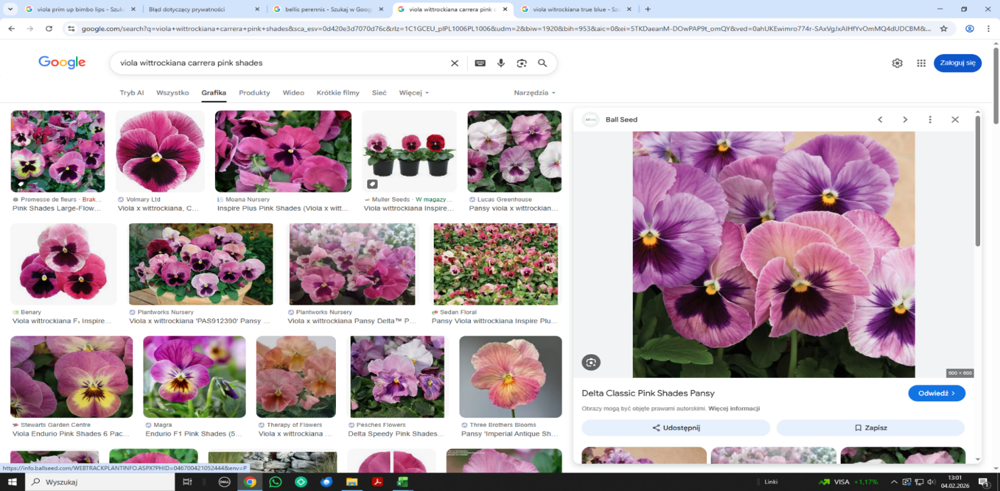 viola prim up bimbo lips - Szuk
Błąd dotyczący prywatności
bellis perennis - Szukaj w Goog
viola wittrockiana carrera pink s
viola witrockiana true blue - Sz
google.com/search?q=viola+wittrockiana+carrera+pink+shades&sca_esv=0d420e3d7070d76c&rlz=1C1GCEU_plPL1006PL1006&udm=2&biw=1920&bih=953&aic=0&ei=5TKDaeanM-DOwPAP9t_omQY&ved=0ahUKEwimro774r-SAxVgJxAIHfYvOmMQ4dUDCBM&...
Google
viola wittrockiana carrera pink shades
Zaloguj się
Tryb AI
Wszystko
Grafika
Produkty
Wideo
Krótkie filmy
Sieć
Więcej
Narzędzia
Promesse de fleurs · Brak...
Pink Shades Large-Flow...
Volmary Ltd
Viola x wittrockiana, C...
Moana Nursery
Inspire Plus Pink Shades (Viola x witt...
Muller Seeds · W magazy...
Viola wittrockiana Inspire...
Lucas Greenhouse
Pansy viola x wittrockian...
Benary
Viola wittrockiana F₁ Inspire...
Plantworks Nursery
Viola x wittrockiana 'PAS912390' Pansy ...
Plantworks Nursery
Viola x wittrockiana Pansy Delta™ P...
Sedan Floral
Pansy Viola wittrockiana Inspire Plu...
Stewarts Garden Centre
Viola Endurio Pink Shades 6 Pac...
Magra
Endurio F1 Pink Shades (5...
Therapy of Flowers
Viola x wittrockiana ...
Pesches Flowers
Delta Speedy Pink Shades...
Three Brothers Blooms
Pansy 'Imperial Antique Sh...
Ball Seed
600 × 600
Delta Classic Pink Shades Pansy
Odwiedź
Obrazy mogą być objęte prawami autorskimi. Więcej informacji
Udostępnij
Zapisz
https://info.ballseed.com/WEBTRACKPLANTINFO.ASPX?PHID=046700421052444&env=P
Wyszukaj
DELL
Linki
VISA +1,17%
13:01
04.02.2026
1